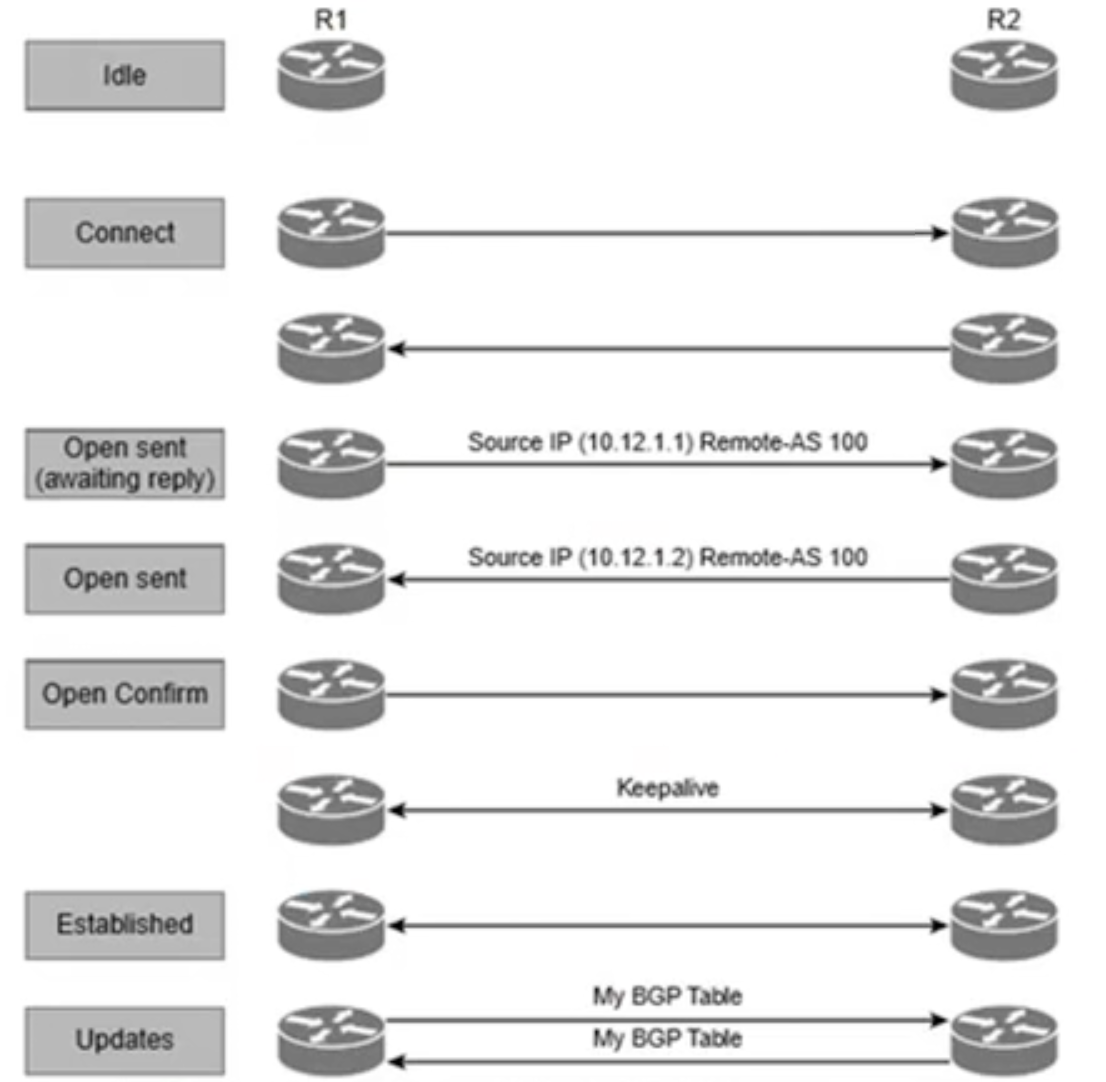 R1
R2
Idle
Connect
Open sent
(awaiting reply)
Source IP (10.12.1.1) Remote-AS 100
Open sent
Source IP (10.12.1.2) Remote-AS 100
Open Confirm
Keepalive
Established
My BGP Table
Updates
My BGP Table